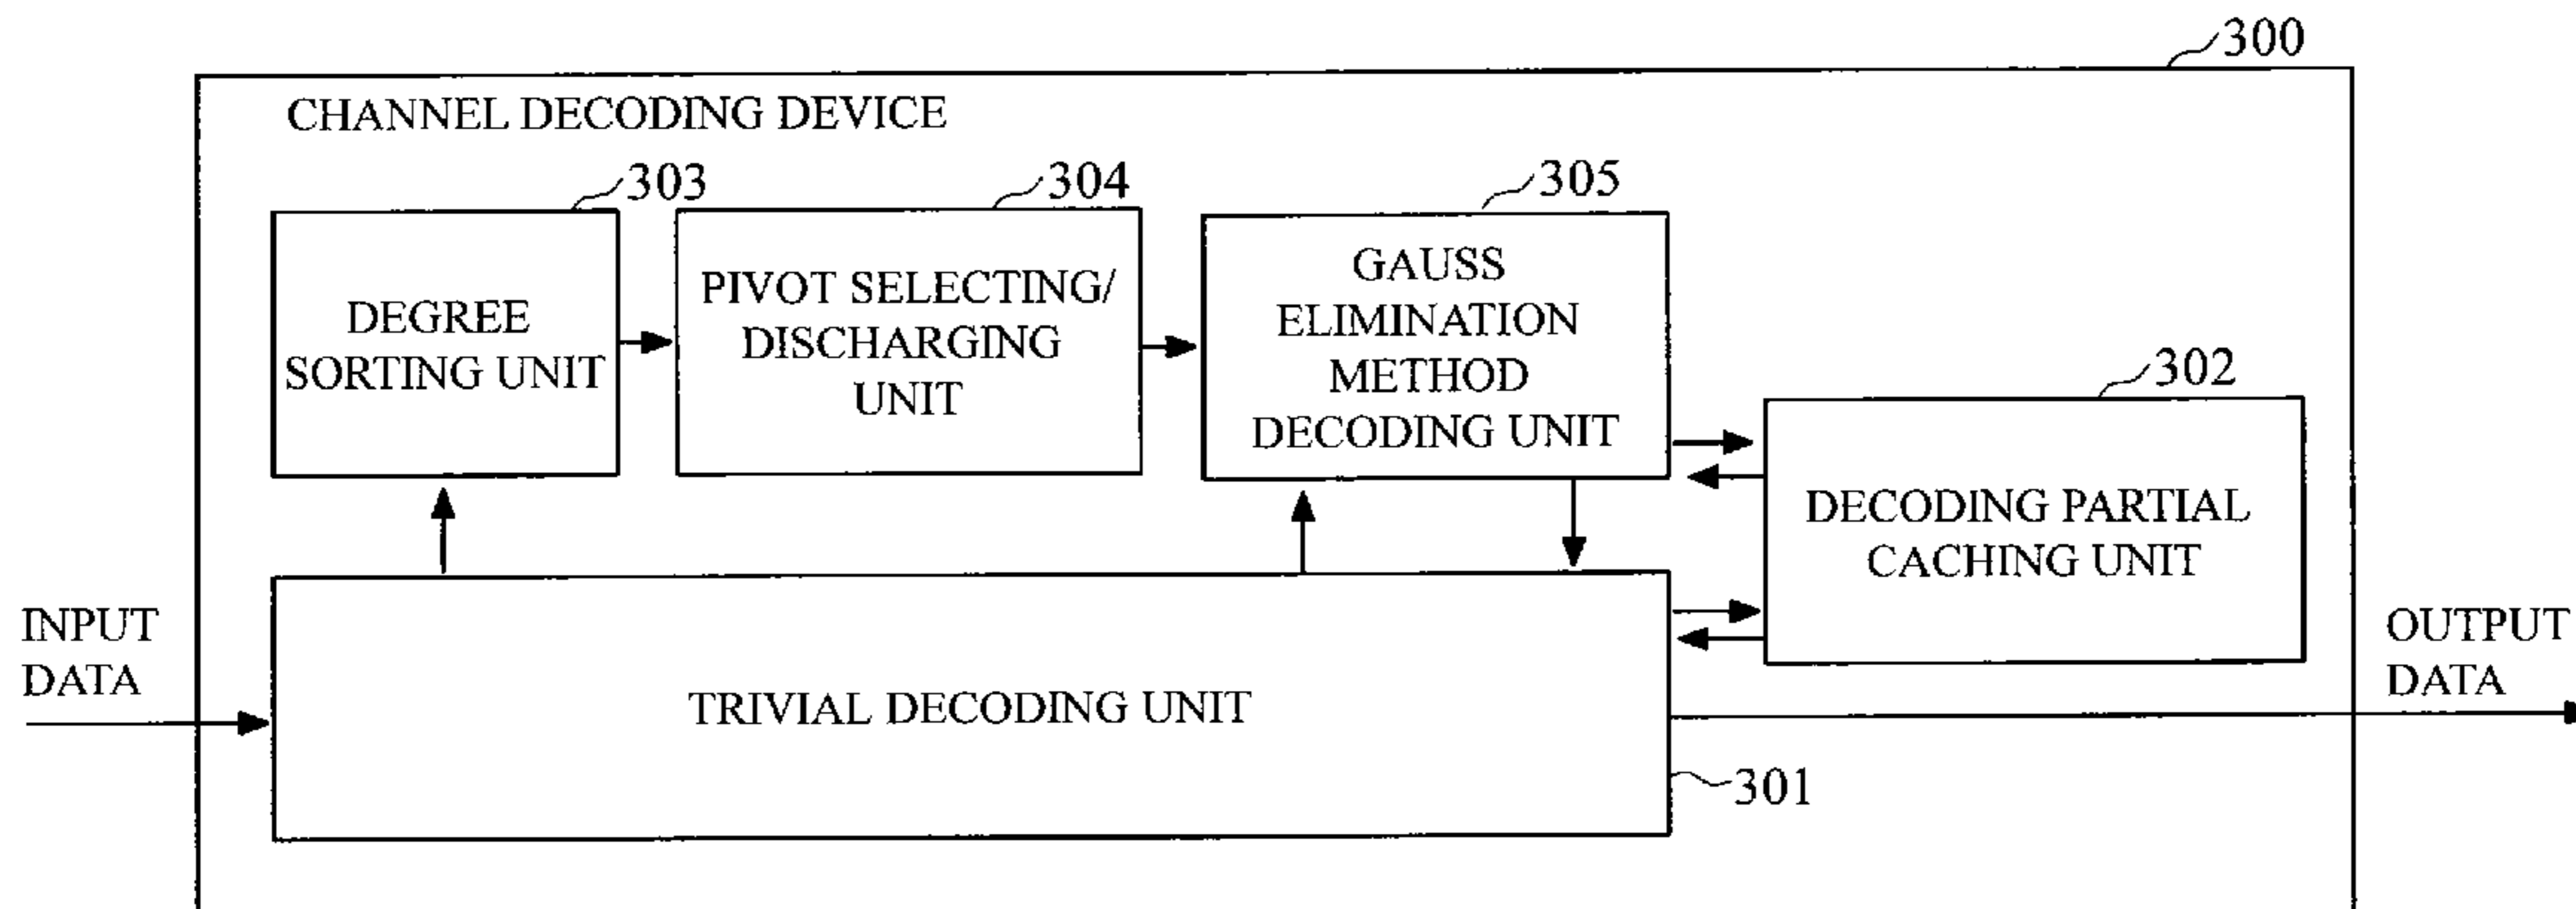 300
CHANNEL DECODING DEVICE
303
304
305
DEGREE
SORTING UNIT
PIVOT SELECTING/
DISCHARGING
UNIT
GAUSS
ELIMINATION
METHOD
DECODING UNIT
302
DECODING PARTIAL
CACHING UNIT
INPUT
DATA
TRIVIAL DECODING UNIT
301
OUTPUT
DATA